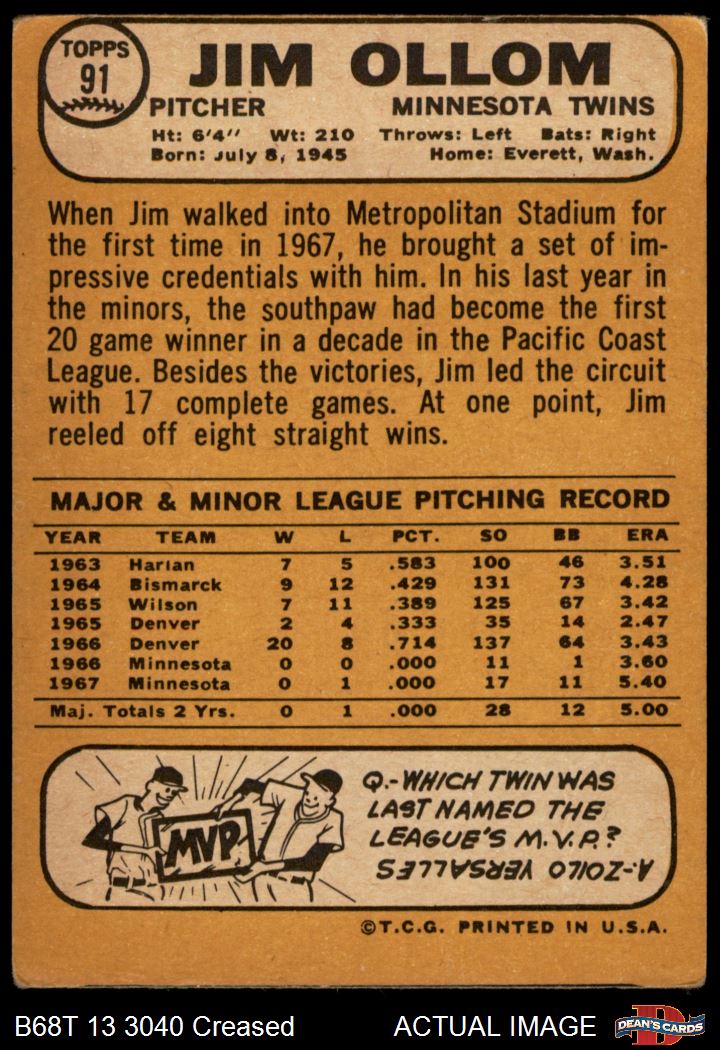 TOPPS
91
JIM OLLOM
PITCHER MINNESOTA TWINS
Ht: 6'4" Wt: 210 Throws: Left Bats: Right
Born: July 8, 1945 Home: Everett, Wash.
When Jim walked into Metropolitan Stadium for
the first time in 1967, he brought a set of im-
pressive credentials with him. In his last year in
the minors, the southpaw had become the first
20 game winner in a decade in the Pacific Coast
League. Besides the victories, Jim led the circuit
with 17 complete games. At one point, Jim
reeled off eight straight wins.
MAJOR & MINOR LEAGUE PITCHING RECORD
YEAR TEAM W L PCT. SO BB ERA
1963 Harlan 7 5 .583 100 46 3.51
1964 Bismarck 9 12 .429 131 73 4.28
1965 Wilson 7 11 .389 125 67 3.42
1965 Denver 2 4 .333 35 14 2.47
1966 Denver 20 8 .714 137 64 3.43
1966 Minnesota 0 0 .000 11 1 3.60
1967 Minnesota 0 1 .000 17 11 5.40
Maj. Totals 2 Yrs. 0 1 .000 28 12 5.00
MVP
Q.-WHICH TWIN WAS
LAST NAMED THE
LEAGUE'S M.V.P.?
A-ZOILO VERSALLES
©T.C.G. PRINTED IN U.S.A.
B68T 13 3040 Creased ACTUAL IMAGE DEAN'S CARDS